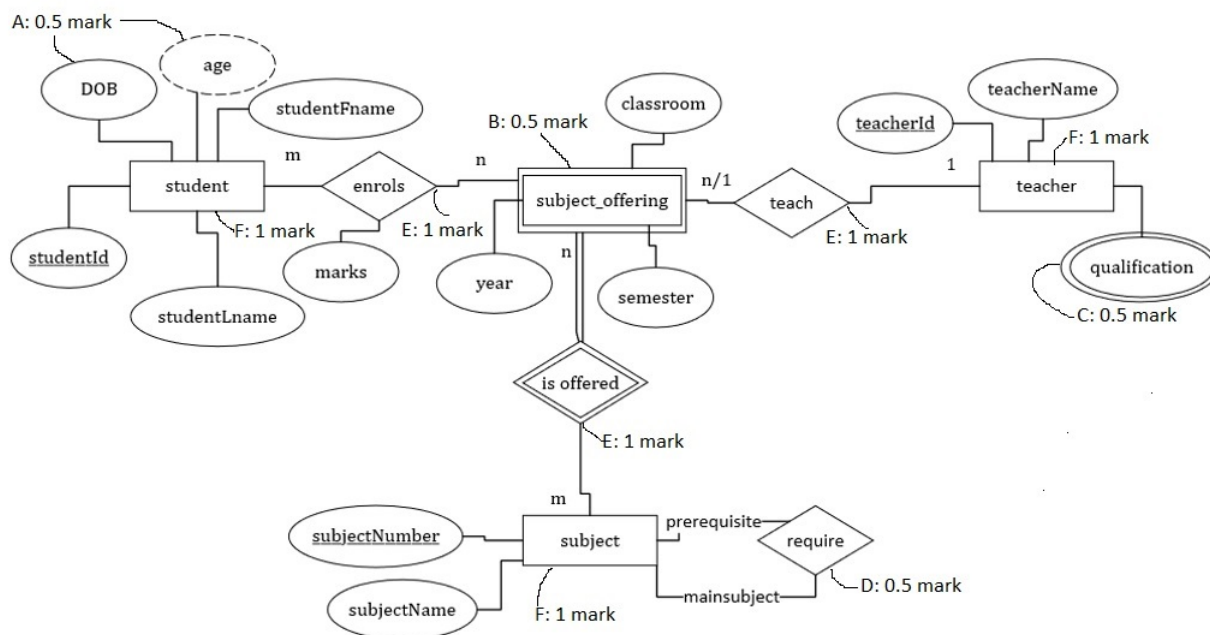 A: 0.5 mark
age
DOB
studentFname
classroom
teacherName
teacherId
B: 0.5 mark
F: 1 mark
m
n
n/1
1
student
enrols
subject_offering
teach
teacher
F: 1 mark
E: 1 mark
E: 1 mark
studentId
marks
n
year
semester
qualification
studentLname
C: 0.5 mark
is offered
E: 1 mark
m
prerequisite
subjectNumber
subject
require
D: 0.5 mark
mainsubject
subjectName
F: 1 mark